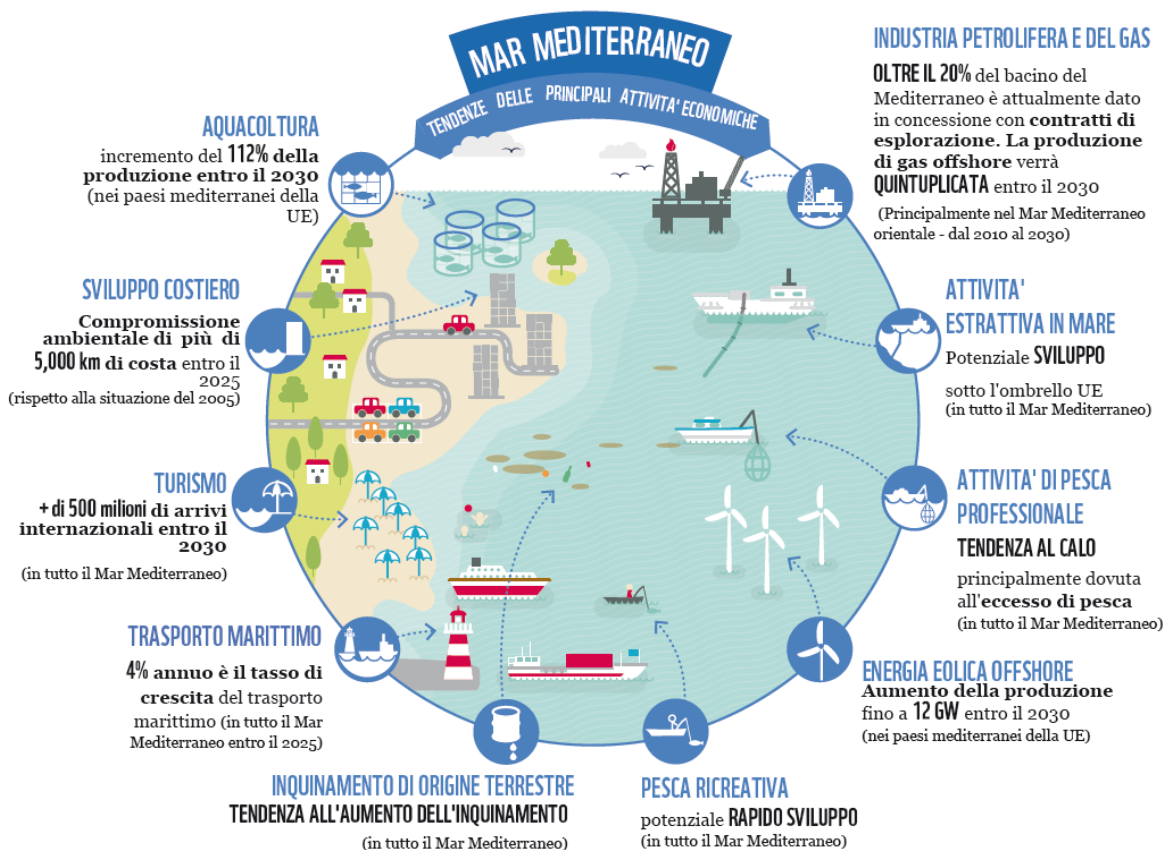 MAR MEDITERRANEO
TENDENZE DELLE PRINCIPALI ATTIVITA' ECONOMICHE
AQUACOLTURA
incremento del 112% della
produzione entro il 2030
(nei paesi mediterranei della
UE)
SVILUPPO COSTIERO
Compromissione
ambientale di più di
5,000 km di costa entro il
2025
(rispetto alla situazione del 2005)
TURISMO
+ di 500 milioni di arrivi
internazionali entro il
2030
(in tutto il Mar Mediterraneo)
TRASPORTO MARITTIMO
4% annuo è il tasso di
crescita del trasporto
marittimo (in tutto il Mar
Mediterraneo entro il 2025)
INQUINAMENTO DI ORIGINE TERRESTRE
TENDENZA ALL'AUMENTO DELL'INQUINAMENTO
(in tutto il Mar Mediterraneo)
PESCA RICREATIVA
potenziale RAPIDO SVILUPPO
(in tutto il Mar Mediterraneo)
INDUSTRIA PETROLIFERA E DEL GAS
OLTRE IL 20% del bacino del
Mediterraneo è attualmente dato
in concessione con contratti di
esplorazione. La produzione
di gas offshore verrà
QUINTUPLICATA entro il 2030
(Principalmente nel Mar Mediterraneo
orientale - dal 2010 al 2030)
ATTIVITA'
ESTRATTIVA IN MARE
Potenziale SVILUPPO
sotto l'ombrello UE
(in tutto il Mar Mediterraneo)
ATTIVITA' DI PESCA
PROFESSIONALE
TENDENZA AL CALO
principalmente dovuta
all'eccesso di pesca
(in tutto il Mar Mediterraneo)
ENERGIA EOLICA OFFSHORE
Aumento della produzione
fino a 12 GW entro il 2030
(nei paesi mediterranei della UE)